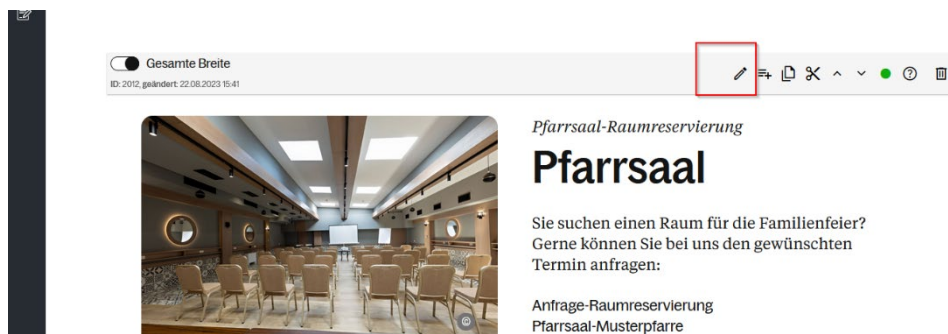 Gesamte Breite
ID: 2012, geändert: 22.08.2023 15:41
Pfarrsaal-Raumreservierung
Pfarrsaal
Sie suchen einen Raum für die Familienfeier?
Gerne können Sie bei uns den gewünschten
Termin anfragen:
Anfrage-Raumreservierung
Pfarrsaal-Musterpfarre